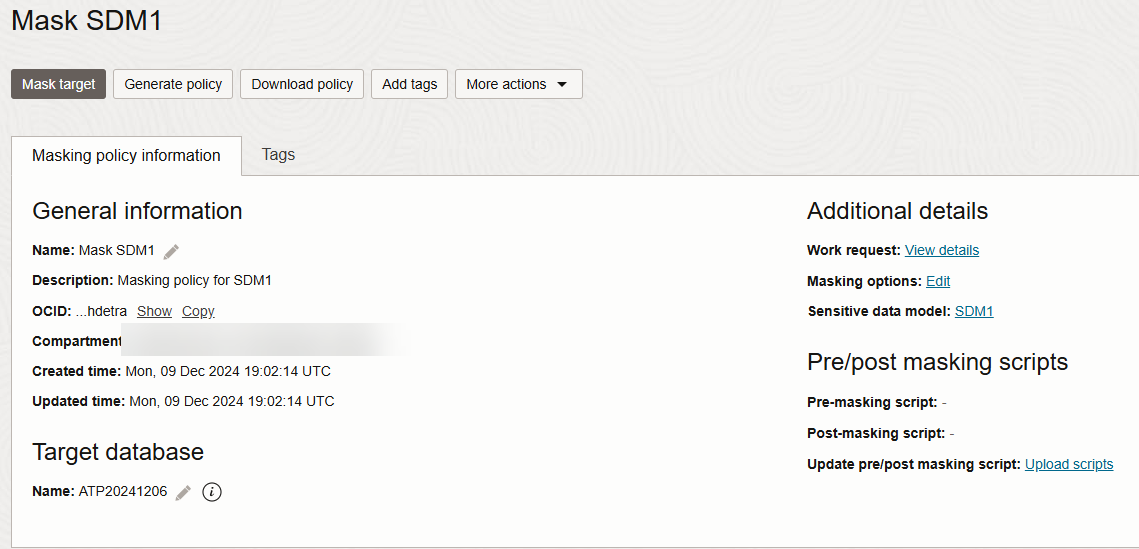 Mask SDM1
Mask target
Generate policy
Download policy
Add tags
More actions
Masking policy information
Tags
General information
Name: Mask SDM1
Description: Masking policy for SDM1
OCID: ...hdetra Show Copy
Compartment
Created time: Mon, 09 Dec 2024 19:02:14 UTC
Updated time: Mon, 09 Dec 2024 19:02:14 UTC
Target database
Name: ATP20241206
Additional details
Work request: View details
Masking options: Edit
Sensitive data model: SDM1
Pre/post masking scripts
Pre-masking script: -
Post-masking script: -
Update pre/post masking script: Upload scripts